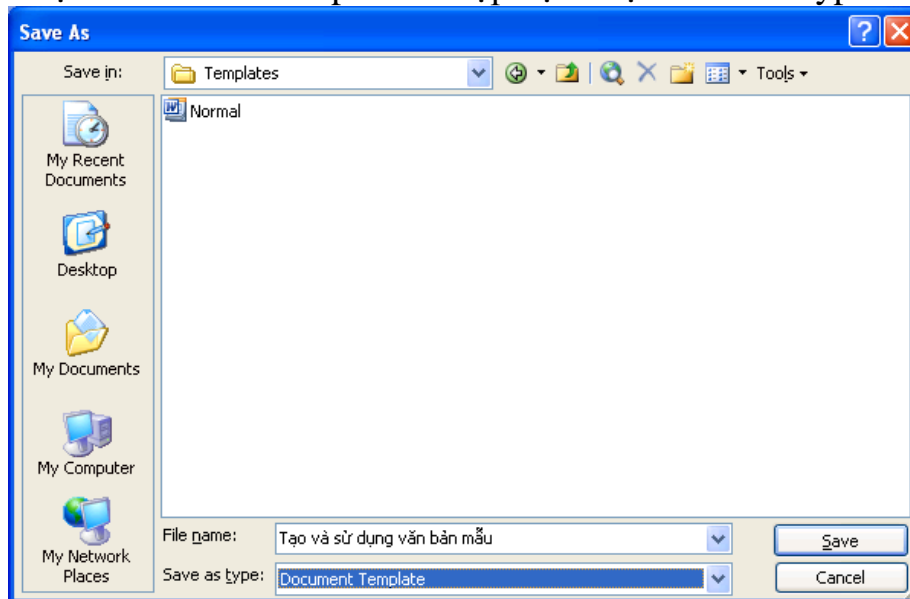 Save As
Save in:
Templates
Tools
Normal
My Recent
Documents
Desktop
My Documents
My Computer
My Network
Places
File name:
Tạo và sử dụng văn bản mẫu
Save
Save as type:
Document Template
Cancel